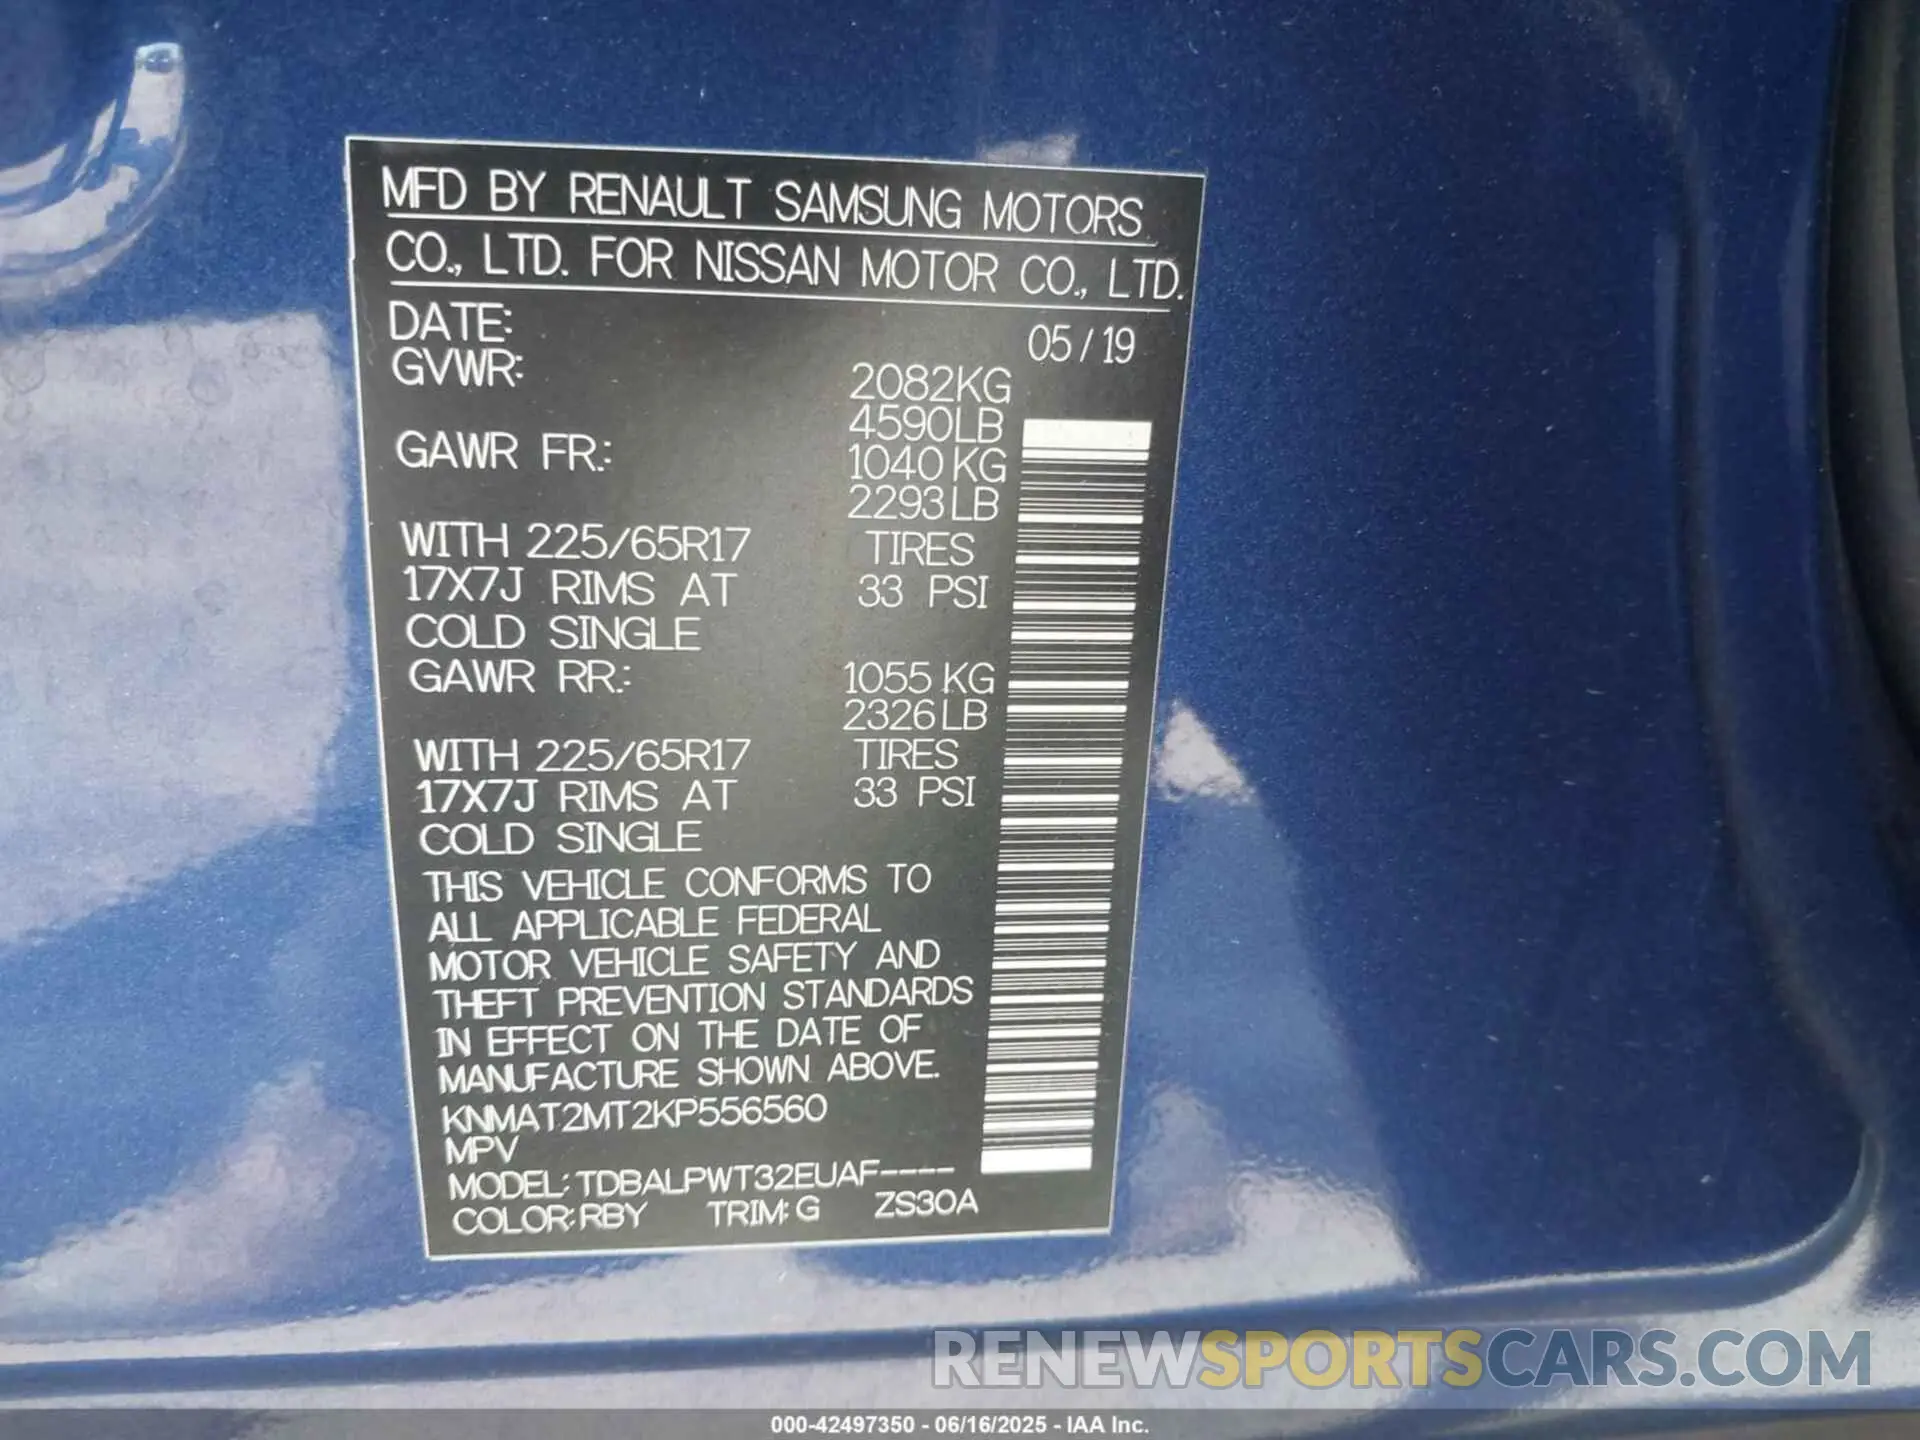 MFD BY RENAULT SAMSUNG MOTORS
CO., LTD. FOR NISSAN MOTOR CO., LTD.
DATE: 05/19
GVWR: 2082KG
4590LB
GAWR FR.: 1040 KG
2293LB
WITH 225/65R17 TIRES
17X7J RIMS AT 33 PSI
COLD SINGLE
GAWR RR.: 1055 KG
2326LB
WITH 225/65R17 TIRES
17X7J RIMS AT 33 PSI
COLD SINGLE
THIS VEHICLE CONFORMS TO
ALL APPLICABLE FEDERAL
MOTOR VEHICLE SAFETY AND
THEFT PREVENTION STANDARDS
IN EFFECT ON THE DATE OF
MANUFACTURE SHOWN ABOVE.
KNMAT2MT2KP556560
MPV
MODEL: TDBALPWT32EUAF----
COLOR: RBY TRIM: G ZS30A
RENEWSPORTSCARS.COM
000-42497350 - 06/16/2025 - IAA Inc.